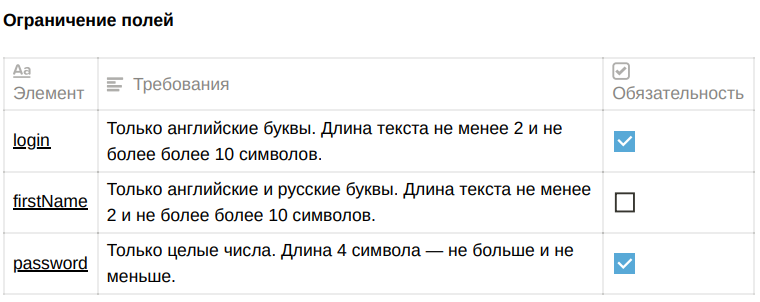 Ограничение полей
Aa
Элемент
Требования
Обязательность
login
Только английские буквы. Длина текста не менее 2 и не
более более 10 символов.
firstName
Только английские и русские буквы. Длина текста не менее
2 и не более более 10 символов.
password
Только целые числа. Длина 4 символа — не больше и не
меньше.